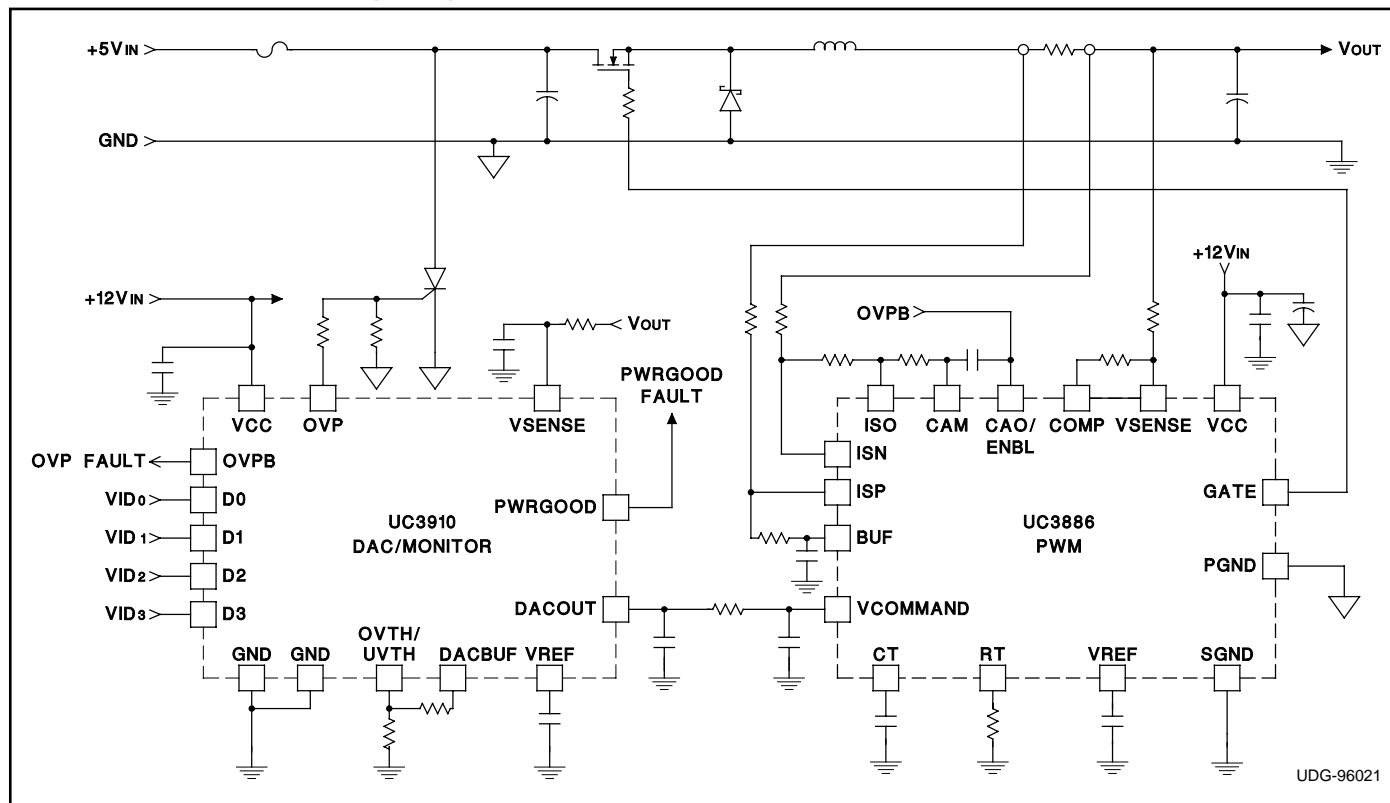 +5VIN
VOUT
GND
+12VIN
+12VIN
OVPB
VOUT
PWRGOOD
FAULT
VCC
OVP
VSENSE
ISO
CAM
CAO/
ENBL
COMP
VSENSE
VCC
OVP FAULT
OVPB
ISN
VID0
D0
PWRGOOD
ISP
GATE
UC3910
DAC/MONITOR
UC3886
PWM
VID1
D1
BUF
VID2
D2
PGND
VID3
D3
DACOUT
VCOMMAND
GND
GND
OVTH/
UVTH
DACBUF
VREF
CT
RT
VREF
SGND
UDG-96021